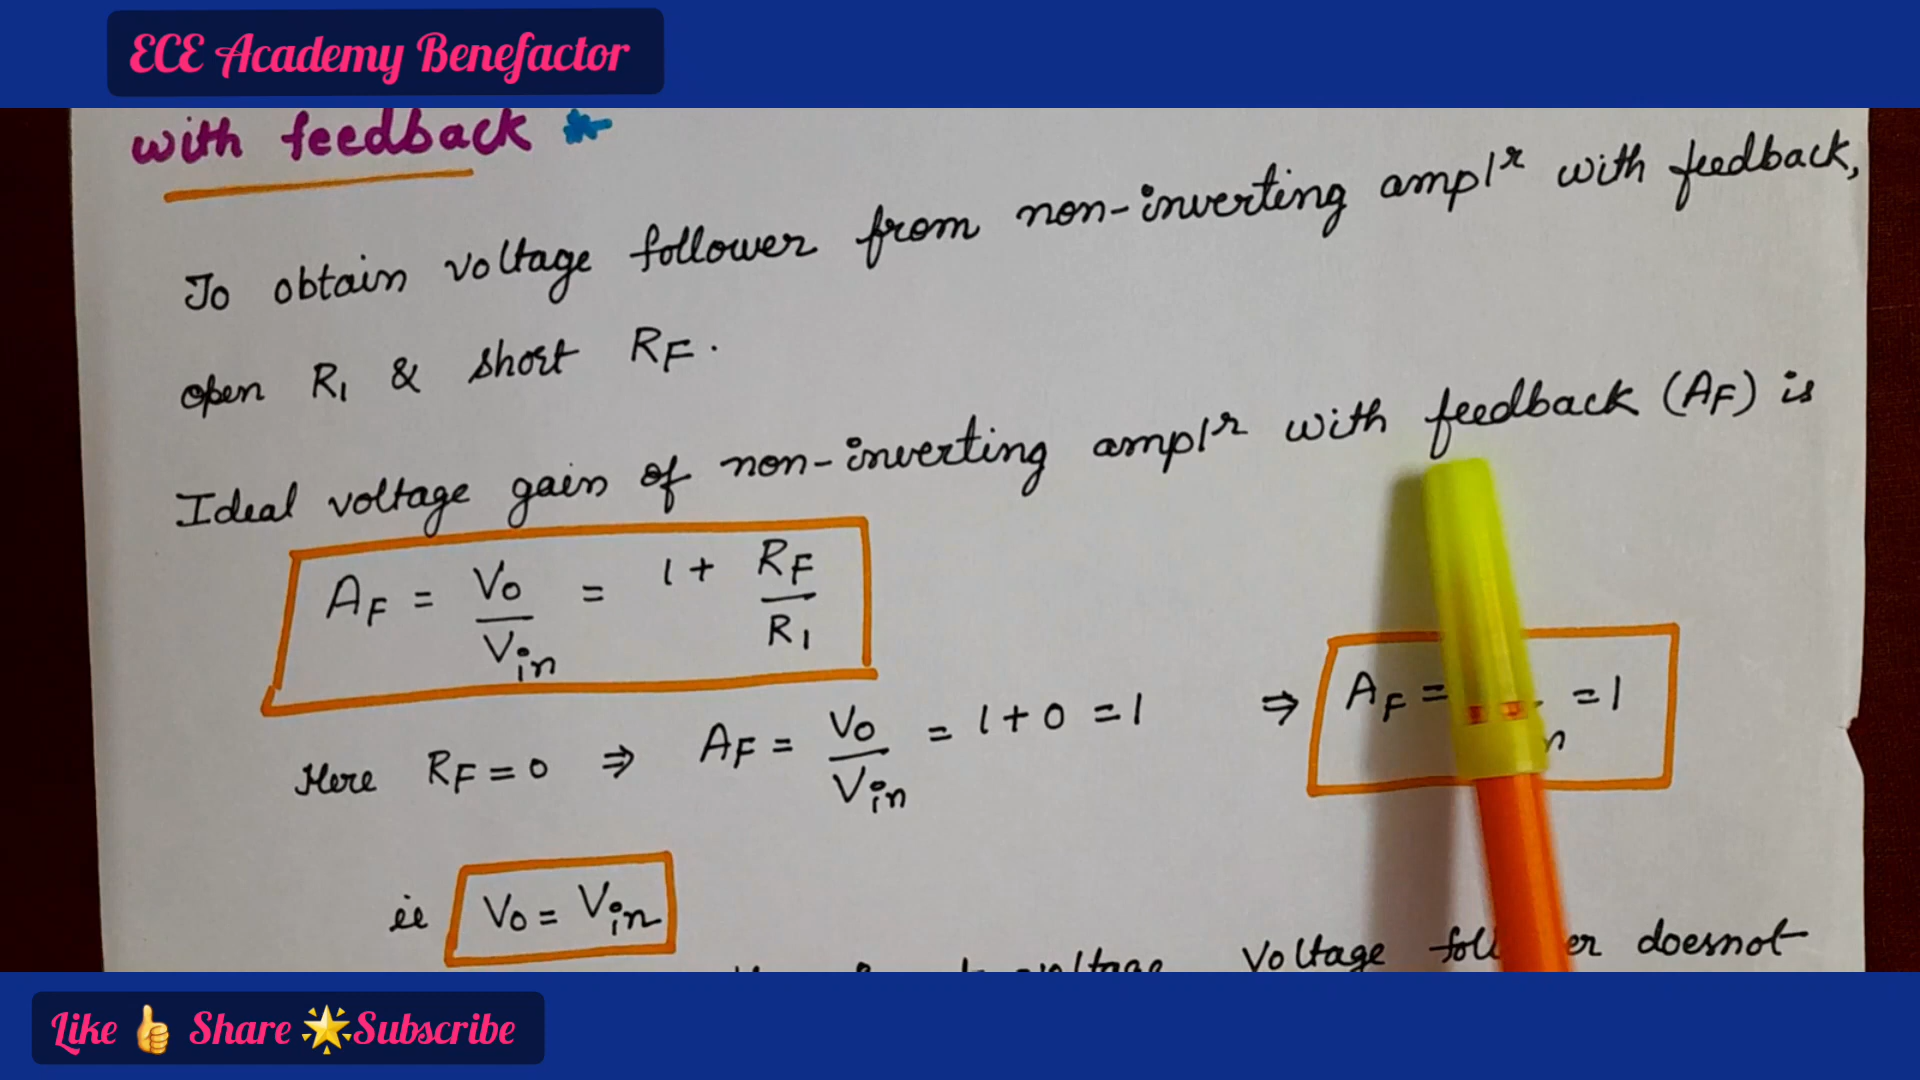 ECE Academy Benefactor
with feedback
To obtain voltage follower from non-inverting ampl^r with feedback,
open R1 & short RF.
Ideal voltage gain of non-inverting ampl^r with feedback (AF) is
AF = Vo/Vin = 1 + RF/R1
Here RF = 0 ⇒ AF = Vo/Vin = 1 + 0 = 1 ⇒ AF = = 1
ie Vo = Vin
voltage Voltage doesnot
Like 👍 Share 🌟Subscribe